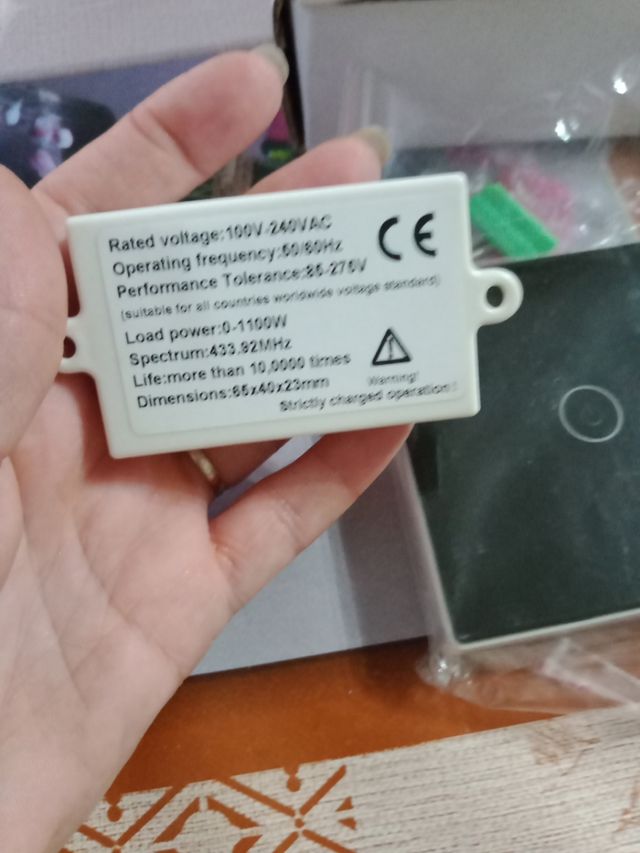 Rated voltage:100V-240VAC
Operating frequency:50/60Hz
Performance Tolerance:85-275V
(suitable for all countries worldwide voltage standard)
Load power:0-1100W
Spectrum:433.92MHz
Life:more than 10,0000 times
Dimensions:65x40x23mm
CE
Warning!
Strictly charged operation!